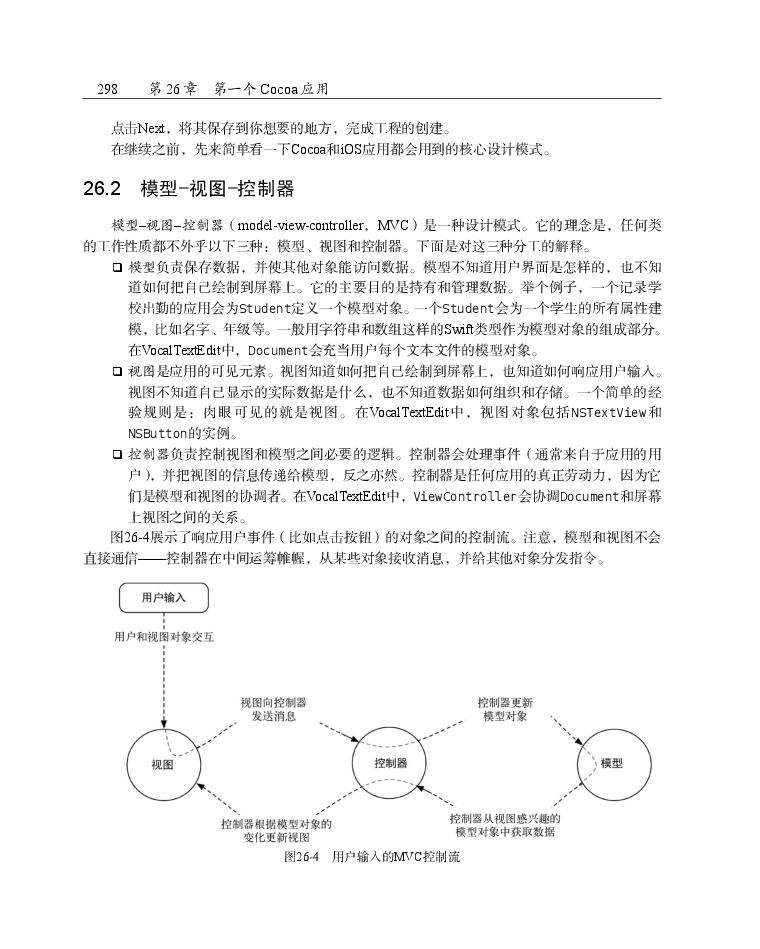 298 第 26 章 第一个 Cocoa 应用
点击Next，将其保存到你想要的地方，完成工程的创建。
在继续之前，先来简单看一下Cocoa和iOS应用都会用到的核心设计模式。
26.2 模型–视图–控制器
模型–视图–控制器（model-view-controller，MVC）是一种设计模式。它的理念是，任何类
的工作性质都不外乎以下三种：模型、视图和控制器。下面是对这三种分工的解释。
❑ 模型负责保存数据，并使其他对象能访问数据。模型不知道用户界面是怎样的，也不知
道如何把自己绘制到屏幕上。它的主要目的是持有和管理数据。举个例子，一个记录学
校出勤的应用会为Student定义一个模型对象。一个Student会为一个学生的所有属性建
模，比如名字、年级等。一般用字符串和数组这样的Swift类型作为模型对象的组成部分。
在VocalTextEdit中，Document会充当用户每个文本文件的模型对象。
❑ 视图是应用的可见元素。视图知道如何把自己绘制到屏幕上，也知道如何响应用户输入。
视图不知道自己显示的实际数据是什么，也不知道数据如何组织和存储。一个简单的经
验规则是：肉眼可见的就是视图。在VocalTextEdit中，视图对象包括NSTextView和
NSButton的实例。
❑ 控制器负责控制视图和模型之间必要的逻辑。控制器会处理事件（通常来自于应用的用
户），并把视图的信息传递给模型，反之亦然。控制器是任何应用的真正劳动力，因为它
们是模型和视图的协调者。在VocalTextEdit中，ViewController会协调Document和屏幕
上视图之间的关系。
图26-4展示了响应用户事件（比如点击按钮）的对象之间的控制流。注意，模型和视图不会
直接通信——控制器在中间运筹帷幄，从某些对象接收消息，并给其他对象分发指令。
用户输入
用户和视图对象交互
视图向控制器
发送消息
控制器更新
模型对象
视图
控制器
模型
控制器根据模型对象的
变化更新视图
控制器从视图感兴趣的
模型对象中获取数据
图26-4 用户输入的MVC控制流